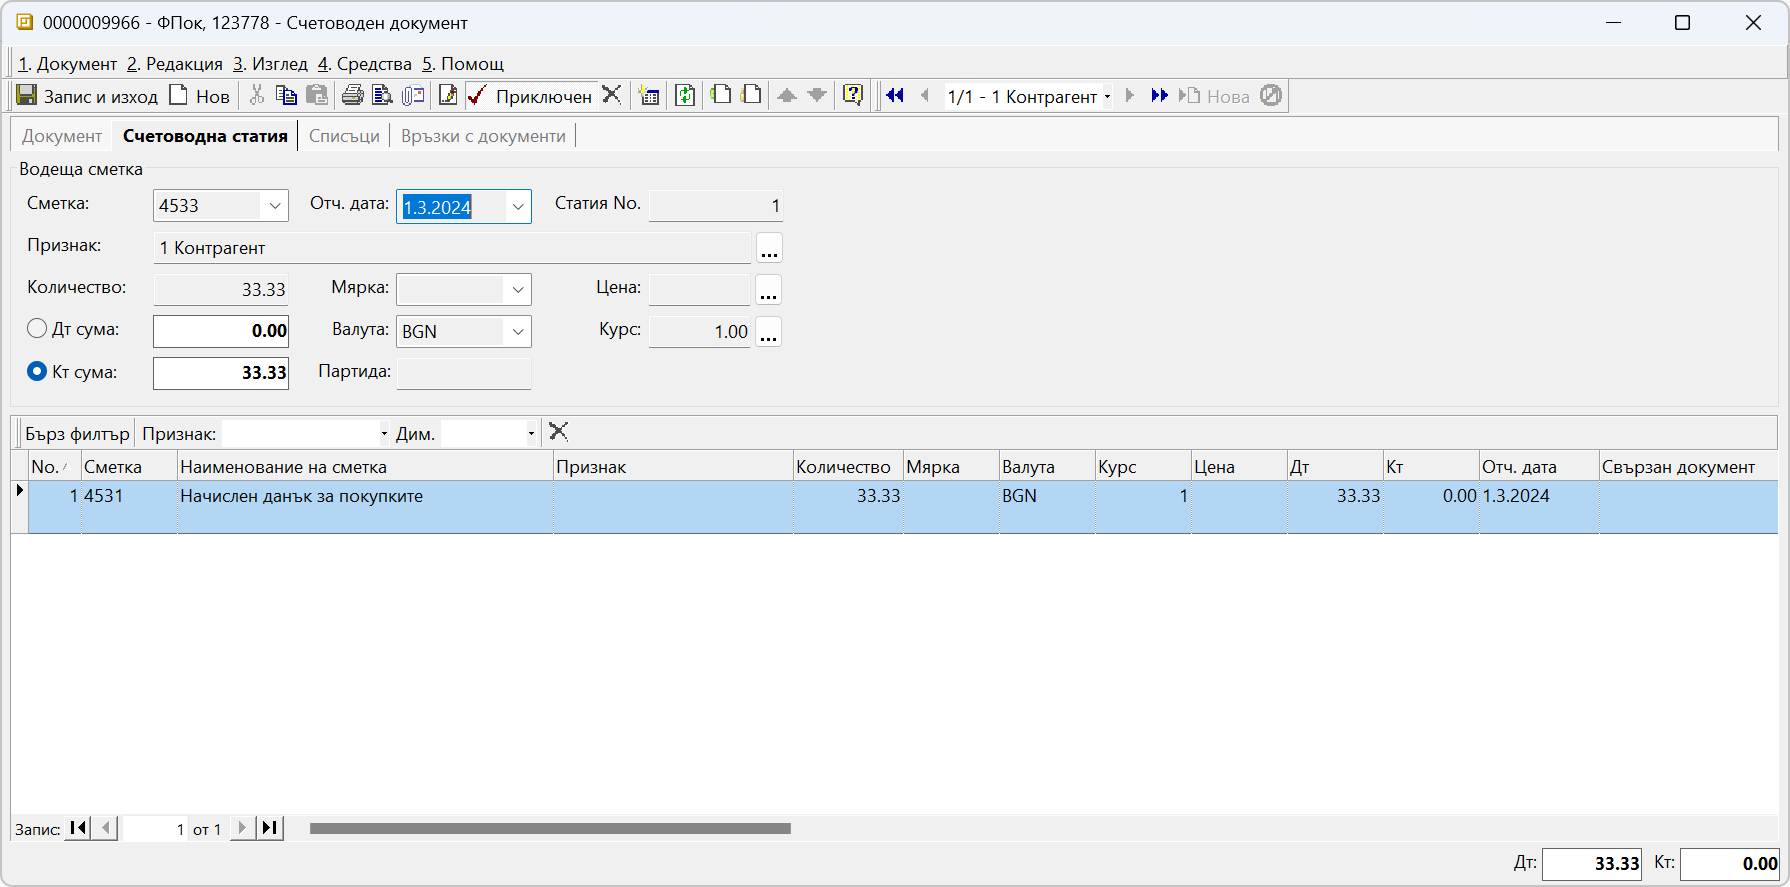 0000009966 - ФПок, 123778 - Счетоводен документ
1. Документ 2. Редакция 3. Изглед 4. Средства 5. Помощ
Запис и изход Нов Приключен 1/1 - 1 Контрагент Нова
Документ Счетоводна статия Списъци Връзки с документи
Водеща сметка
Сметка: 4533 Отч. дата: 1.3.2024 Статия No. 1
Признак: 1 Контрагент ...
Количество: 33.33 Мярка: Цена: ...
Дт сума: 0.00 Валута: BGN Курс: 1.00 ...
Кт сума: 33.33 Партида:
Бърз филтър Признак: Дим.
No. Сметка Наименование на сметка Признак Количество Мярка Валута Курс Цена Дт Кт Отч. дата Свързан документ
1 4531 Начислен данък за покупките 33.33 BGN 1 33.33 0.00 1.3.2024
Запис: 1 от 1
Дт: 33.33 Кт: 0.00